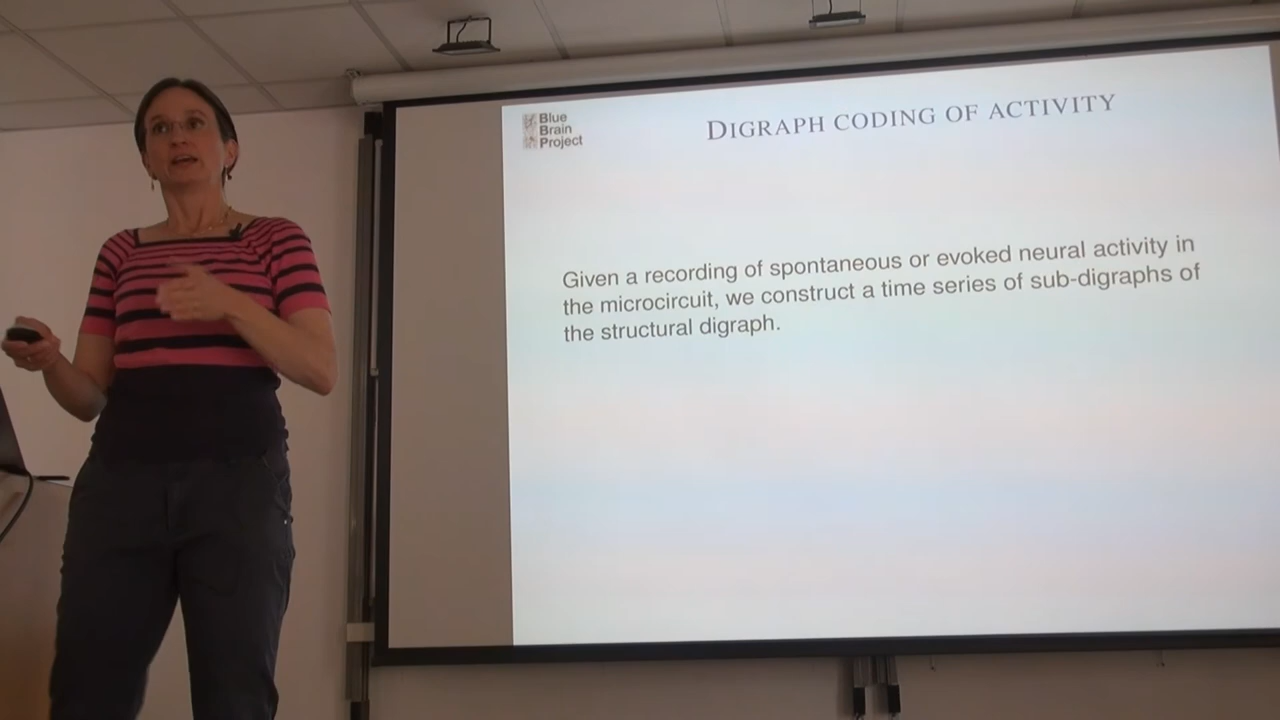 Blue
Brain
Project
DIGRAPH CODING OF ACTIVITY
Given a recording of spontaneous or evoked neural activity in
the microcircuit, we construct a time series of sub-digraphs of
the structural digraph.